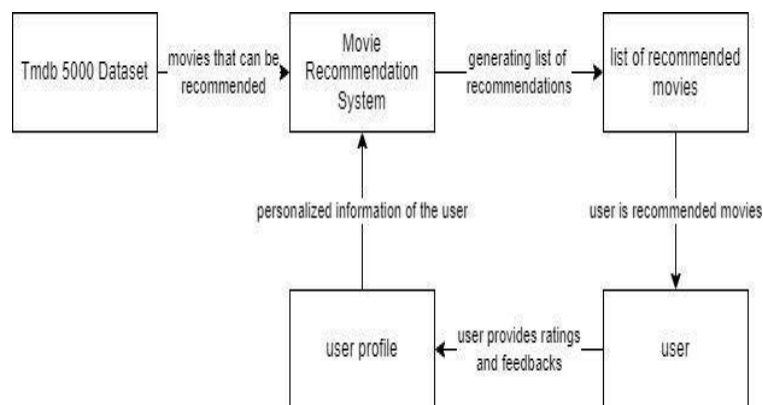 Tmdb 5000 Dataset
movies that can be
recommended
Movie
Recommendation
System
generating list of
recommendations
list of recommended
movies
personalized information of the user
user is recommended movies
user profile
user provides ratings
and feedbacks
user